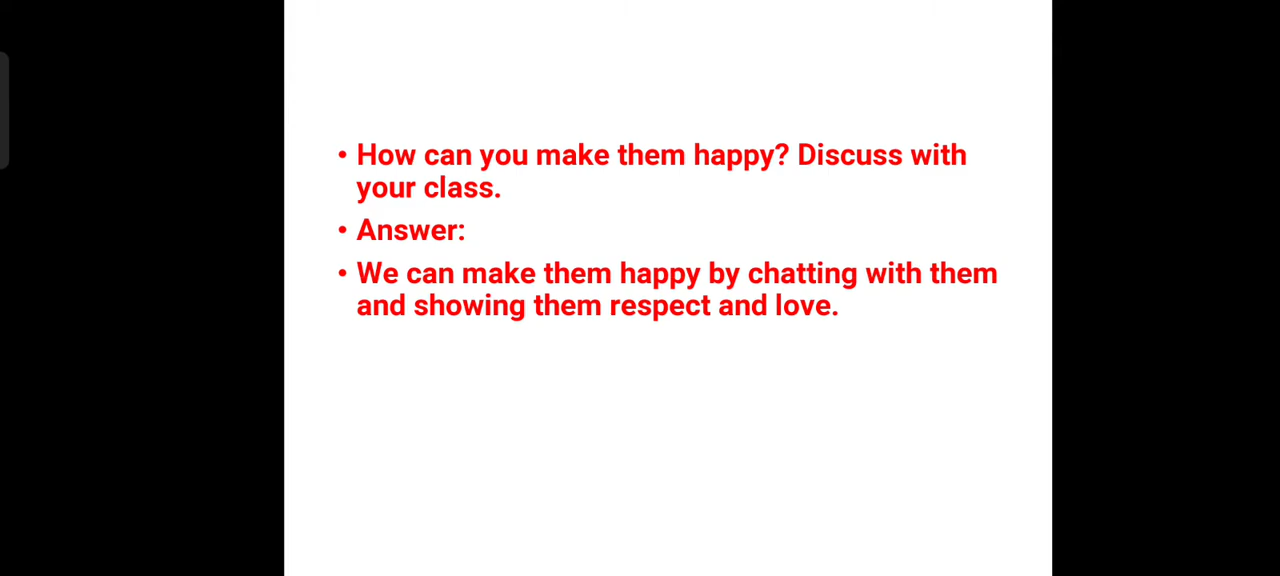 • How can you make them happy? Discuss with
your class.
• Answer:
• We can make them happy by chatting with them
and showing them respect and love.